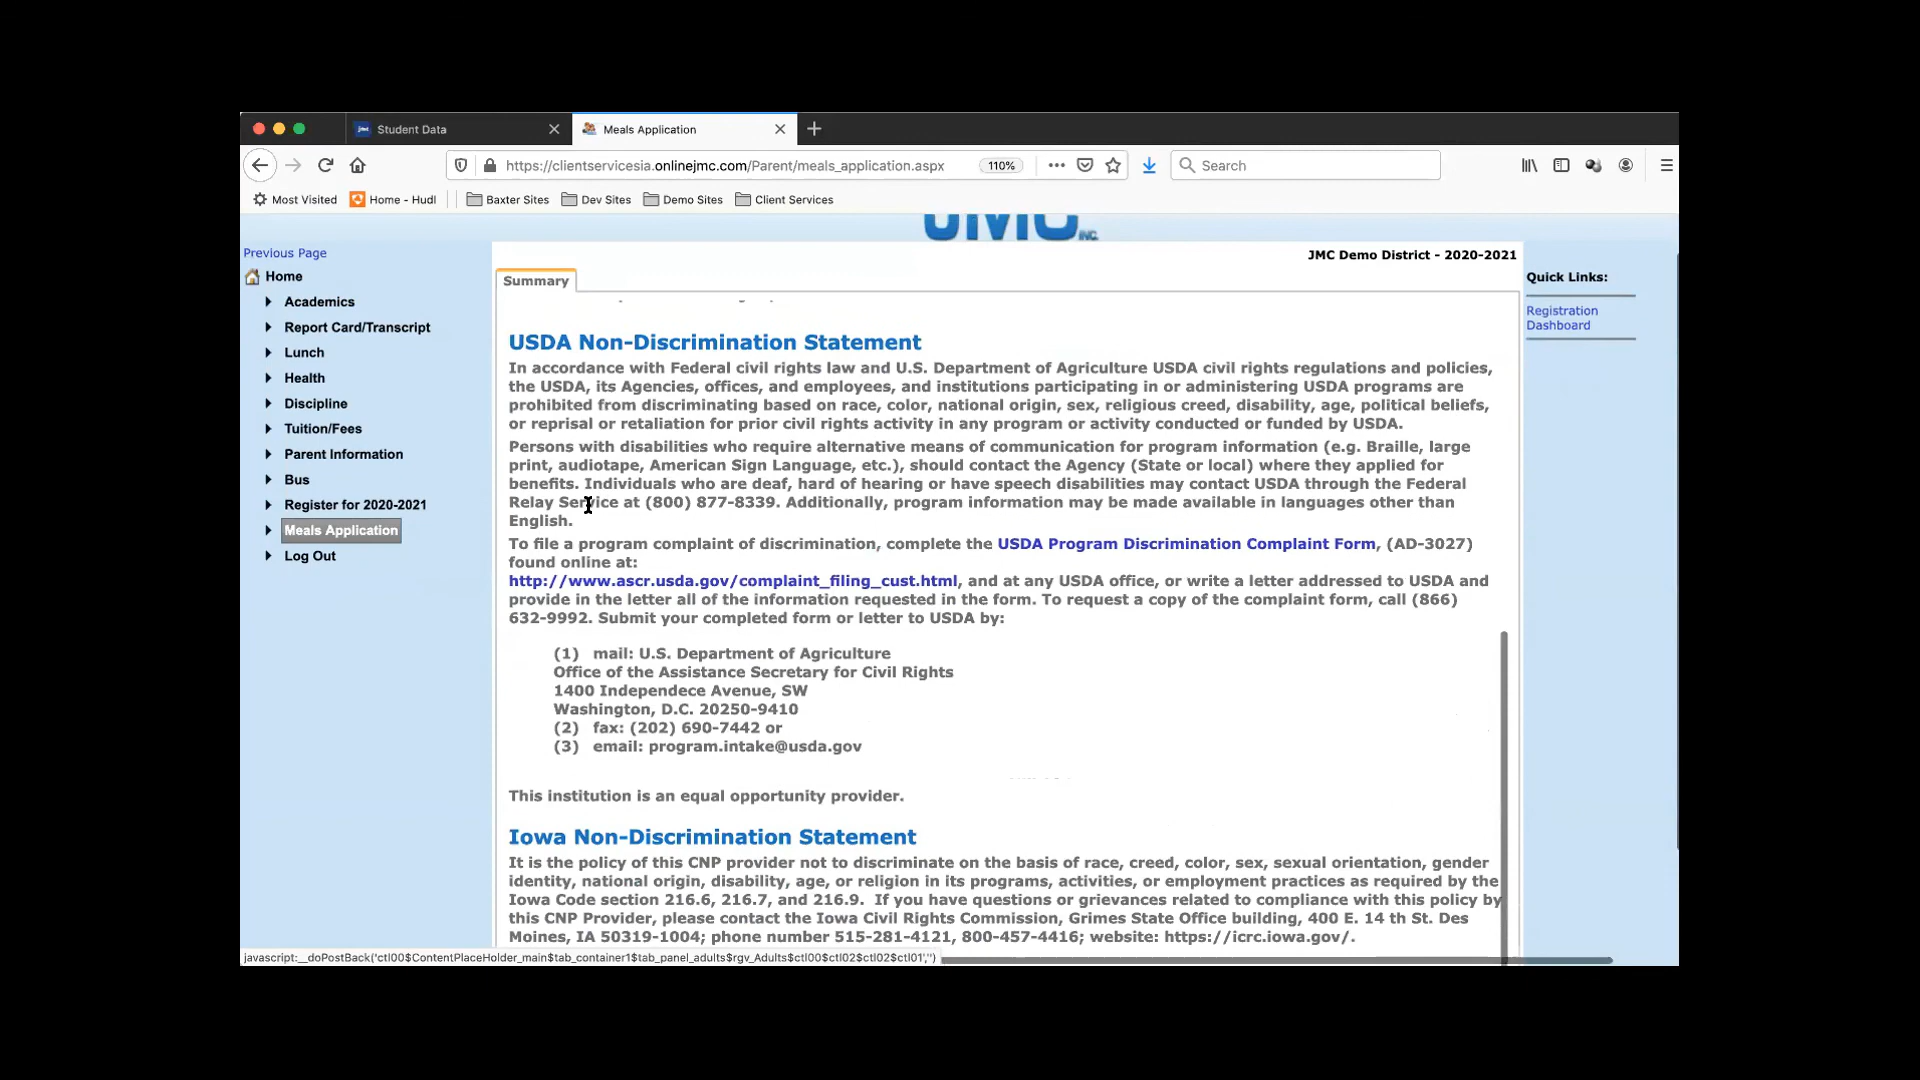 Student Data
Meals Application
https://clientservicesia.onlinejmc.com/Parent/meals_application.aspx
110%
Search
Most Visited
Home - Hudl
Baxter Sites
Dev Sites
Demo Sites
Client Services
JMC INC.
Previous Page
JMC Demo District - 2020-2021
Home
Academics
Report Card/Transcript
Lunch
Health
Discipline
Tuition/Fees
Parent Information
Bus
Register for 2020-2021
Meals Application
Log Out
Summary
USDA Non-Discrimination Statement
In accordance with Federal civil rights law and U.S. Department of Agriculture USDA civil rights regulations and policies,
the USDA, its Agencies, offices, and employees, and institutions participating in or administering USDA programs are
prohibited from discriminating based on race, color, national origin, sex, religious creed, disability, age, political beliefs,
or reprisal or retaliation for prior civil rights activity in any program or activity conducted or funded by USDA.
Persons with disabilities who require alternative means of communication for program information (e.g. Braille, large
print, audiotape, American Sign Language, etc.), should contact the Agency (State or local) where they applied for
benefits. Individuals who are deaf, hard of hearing or have speech disabilities may contact USDA through the Federal
Relay Service at (800) 877-8339. Additionally, program information may be made available in languages other than
English.
To file a program complaint of discrimination, complete the USDA Program Discrimination Complaint Form, (AD-3027)
found online at:
http://www.ascr.usda.gov/complaint_filing_cust.html, and at any USDA office, or write a letter addressed to USDA and
provide in the letter all of the information requested in the form. To request a copy of the complaint form, call (866)
632-9992. Submit your completed form or letter to USDA by:
(1) mail: U.S. Department of Agriculture
Office of the Assistance Secretary for Civil Rights
1400 Independece Avenue, SW
Washington, D.C. 20250-9410
(2) fax: (202) 690-7442 or
(3) email: program.intake@usda.gov
This institution is an equal opportunity provider.
Iowa Non-Discrimination Statement
It is the policy of this CNP provider not to discriminate on the basis of race, creed, color, sex, sexual orientation, gender
identity, national origin, disability, age, or religion in its programs, activities, or employment practices as required by the
Iowa Code section 216.6, 216.7, and 216.9. If you have questions or grievances related to compliance with this policy by
this CNP Provider, please contact the Iowa Civil Rights Commission, Grimes State Office building, 400 E. 14 th St. Des
Moines, IA 50319-1004; phone number 515-281-4121, 800-457-4416; website: https://icrc.iowa.gov/.
Quick Links:
Registration
Dashboard
javascript:__doPostBack('ctl00$ContentPlaceHolder_main$tab_container1$tab_panel_adults$rgv_Adults$ctl00$ctl02$ctl02$ctl01','')